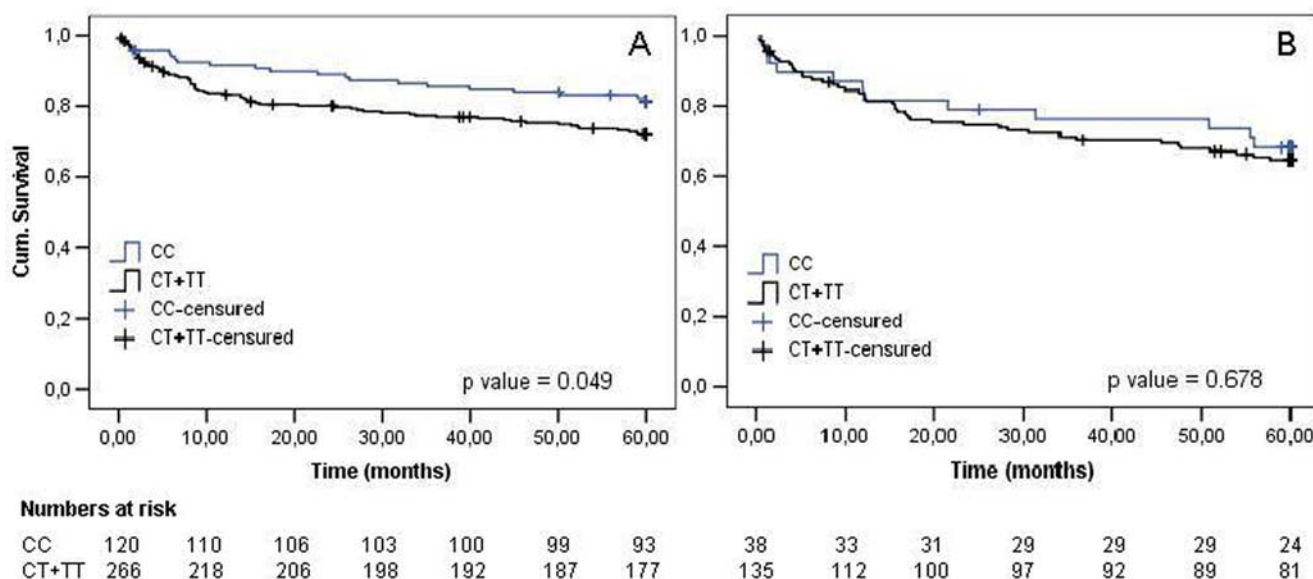 A
B
Cum. Survival
1,0
0,8
0,6
0,4
0,2
0,0
CC
CT+TT
CC-censured
CT+TT-censured
p value = 0.049
0,00 10,00 20,00 30,00 40,00 50,00 60,00
Time (months)
1,0
0,8
0,6
0,4
0,2
0,0
CC
CT+TT
CC-censured
CT+TT-censured
p value = 0.678
0,00 10,00 20,00 30,00 40,00 50,00 60,00
Time (months)
Numbers at risk
CC 120 110 106 103 100 99 93 38 33 31 29 29 29 24
CT+TT 266 218 206 198 192 187 177 135 112 100 97 92 89 81